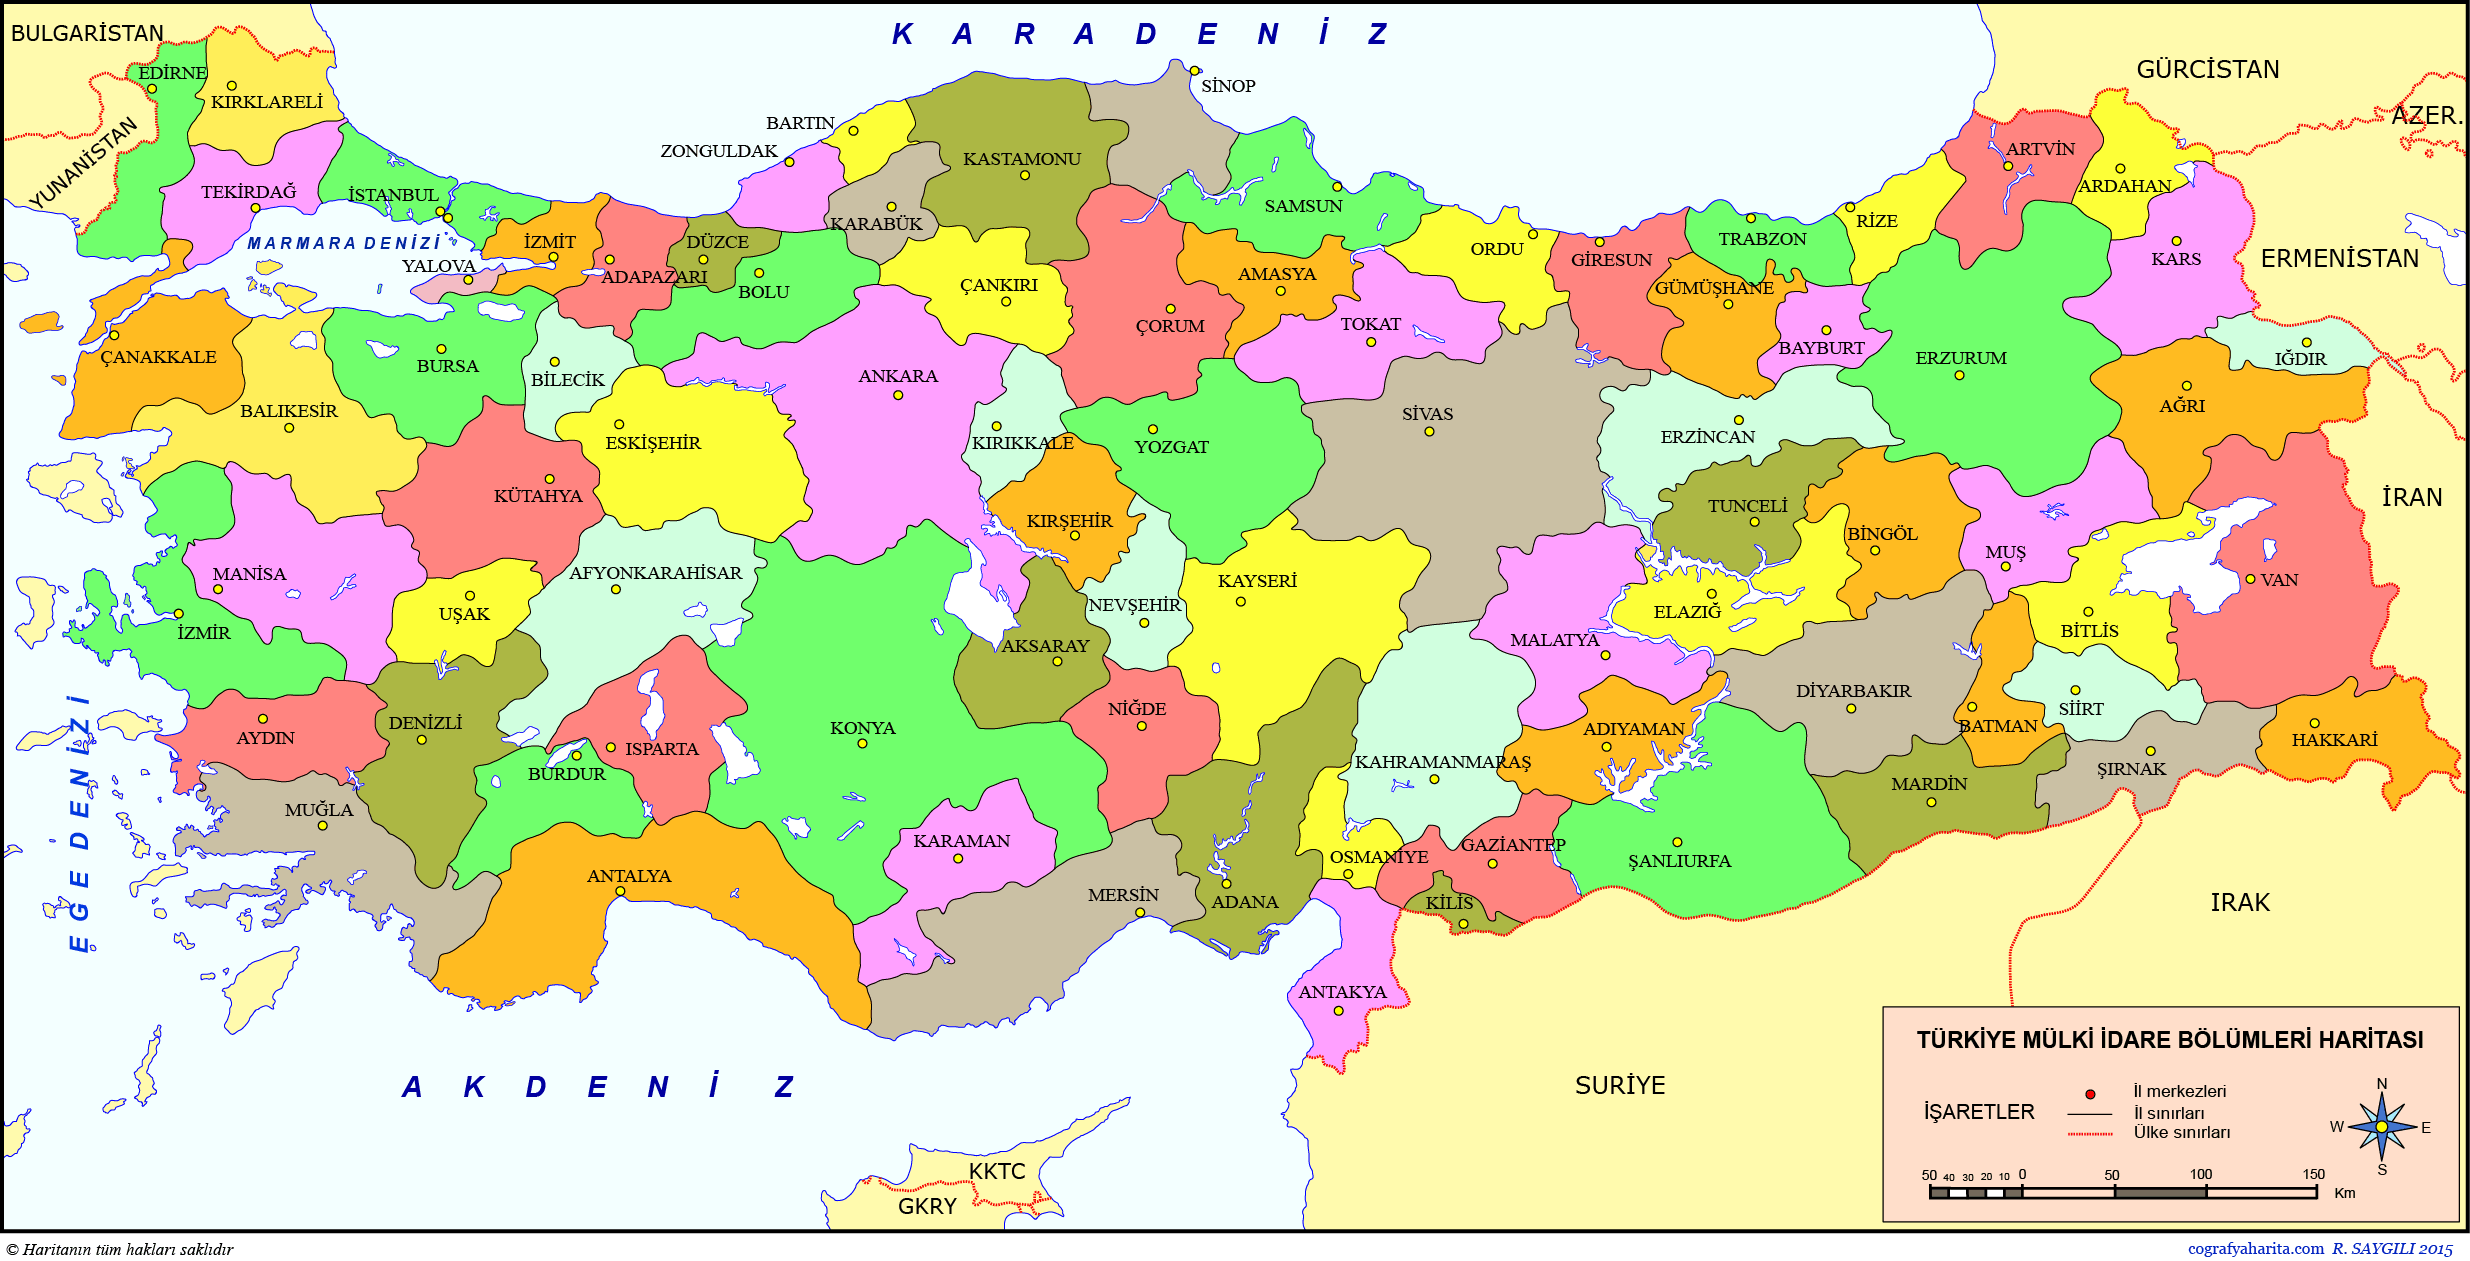 K A R A D E N İ Z
BULGARİSTAN
YUNANİSTAN
GÜRCİSTAN
AZER.
ERMENİSTAN
İRAN
IRAK
SURİYE
EDİRNE
KIRKLARELİ
TEKİRDAĞ
İSTANBUL
MARMARA DENİZİ
YALOVA
İZMİT
ADAPAZARI
DÜZCE
BOLU
ZONGULDAK
BARTIN
KARABÜK
KASTAMONU
SİNOP
SAMSUN
ÇANKIRI
ÇORUM
AMASYA
TOKAT
ORDU
GİRESUN
TRABZON
GÜMÜŞHANE
BAYBURT
RİZE
ARTVİN
ARDAHAN
KARS
IĞDIR
AĞRI
ERZURUM
ERZİNCAN
SİVAS
YOZGAT
KIRIKKALE
ANKARA
ESKİŞEHİR
BİLECİK
BURSA
BALIKESİR
ÇANAKKALE
KÜTAHYA
MANİSA
UŞAK
AFYONKARAHİSAR
İZMİR
AYDIN
DENİZLİ
MUĞLA
BURDUR
ISPARTA
ANTALYA
KONYA
KARAMAN
AKSARAY
KIRŞEHİR
NEVŞEHİR
NİĞDE
KAYSERİ
MERSİN
ADANA
OSMANİYE
KAHRAMANMARAŞ
ANTAKYA
KİLİS
GAZİANTEP
ADIYAMAN
MALATYA
ELAZIĞ
TUNCELİ
BİNGÖL
MUŞ
BİTLİS
VAN
DİYARBAKIR
BATMAN
SİİRT
ŞIRNAK
HAKKARİ
MARDİN
ŞANLIURFA
E G E D E N İ Z İ
A K D E N İ Z
KKTC
GKRY
TÜRKİYE MÜLKİ İDARE BÖLÜMLERİ HARİTASI
İŞARETLER
İl merkezleri
İl sınırları
Ülke sınırları
N
W E
S
50 40 30 20 10 0 50 100 150
Km
© Haritanın tüm hakları saklıdır
cografyaharita.com R. SAYGILI 2015